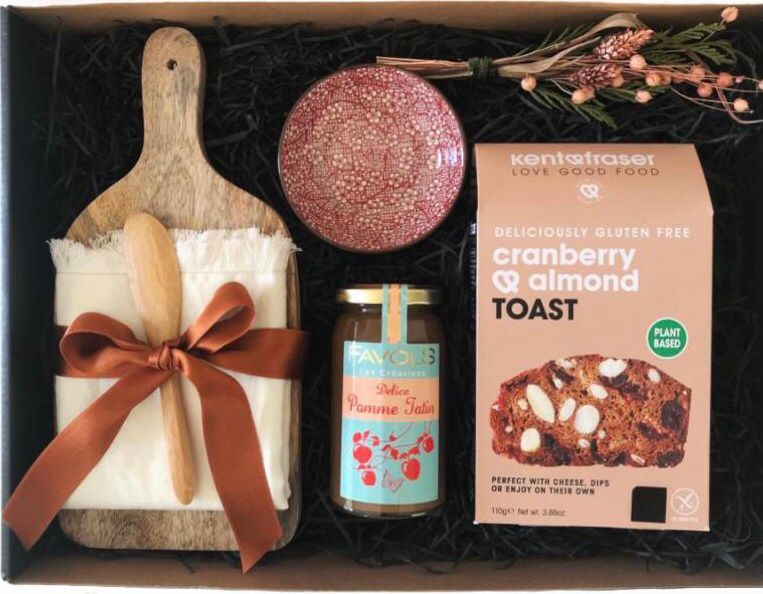 kent&fraser
LOVE GOOD FOOD
DELICIOUSLY GLUTEN FREE
cranberry
& almond
TOAST
PLANT
BASED
PERFECT WITH CHEESE, DIPS
OR ENJOY ON THEIR OWN
110g℮ Net wt. 3.88oz
FAVOLS
Les Créatives
Délice
Pomme Tatin